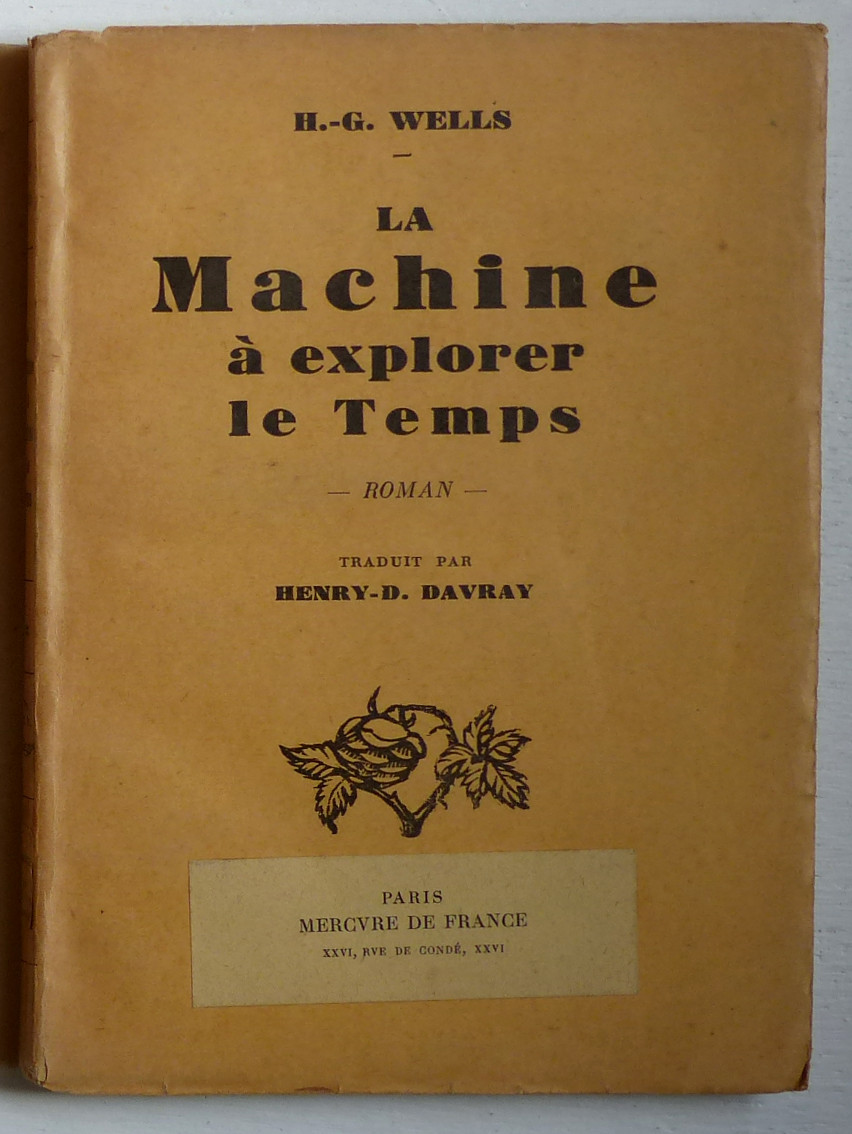 H.-G. WELLS
LA
Machine
à explorer
le Temps
— ROMAN —
TRADUIT PAR
HENRY-D. DAVRAY
PARIS
MERCVRE DE FRANCE
XXVI, RVE DE CONDÉ, XXVI